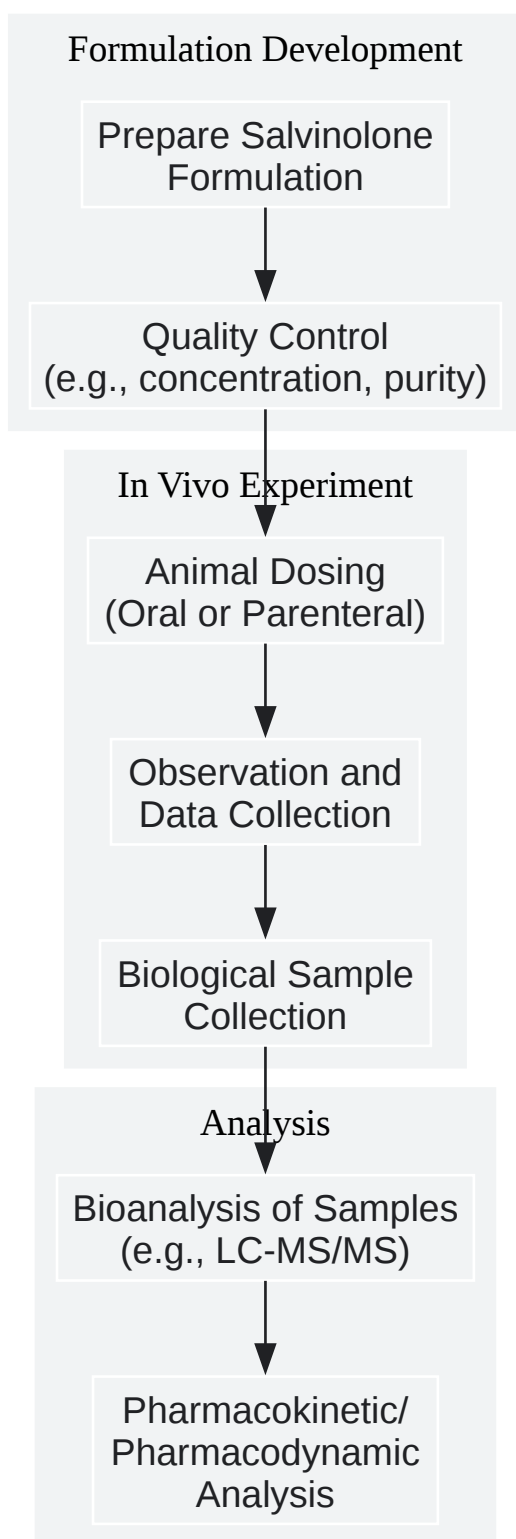 Formulation Development
Prepare Salvinolone
Formulation
Quality Control
(e.g., concentration, purity)
In Vivo Experiment
Animal Dosing
(Oral or Parenteral)
Observation and
Data Collection
Biological Sample
Collection
Analysis
Bioanalysis of Samples
(e.g., LC-MS/MS)
Pharmacokinetic/
Pharmacodynamic
Analysis